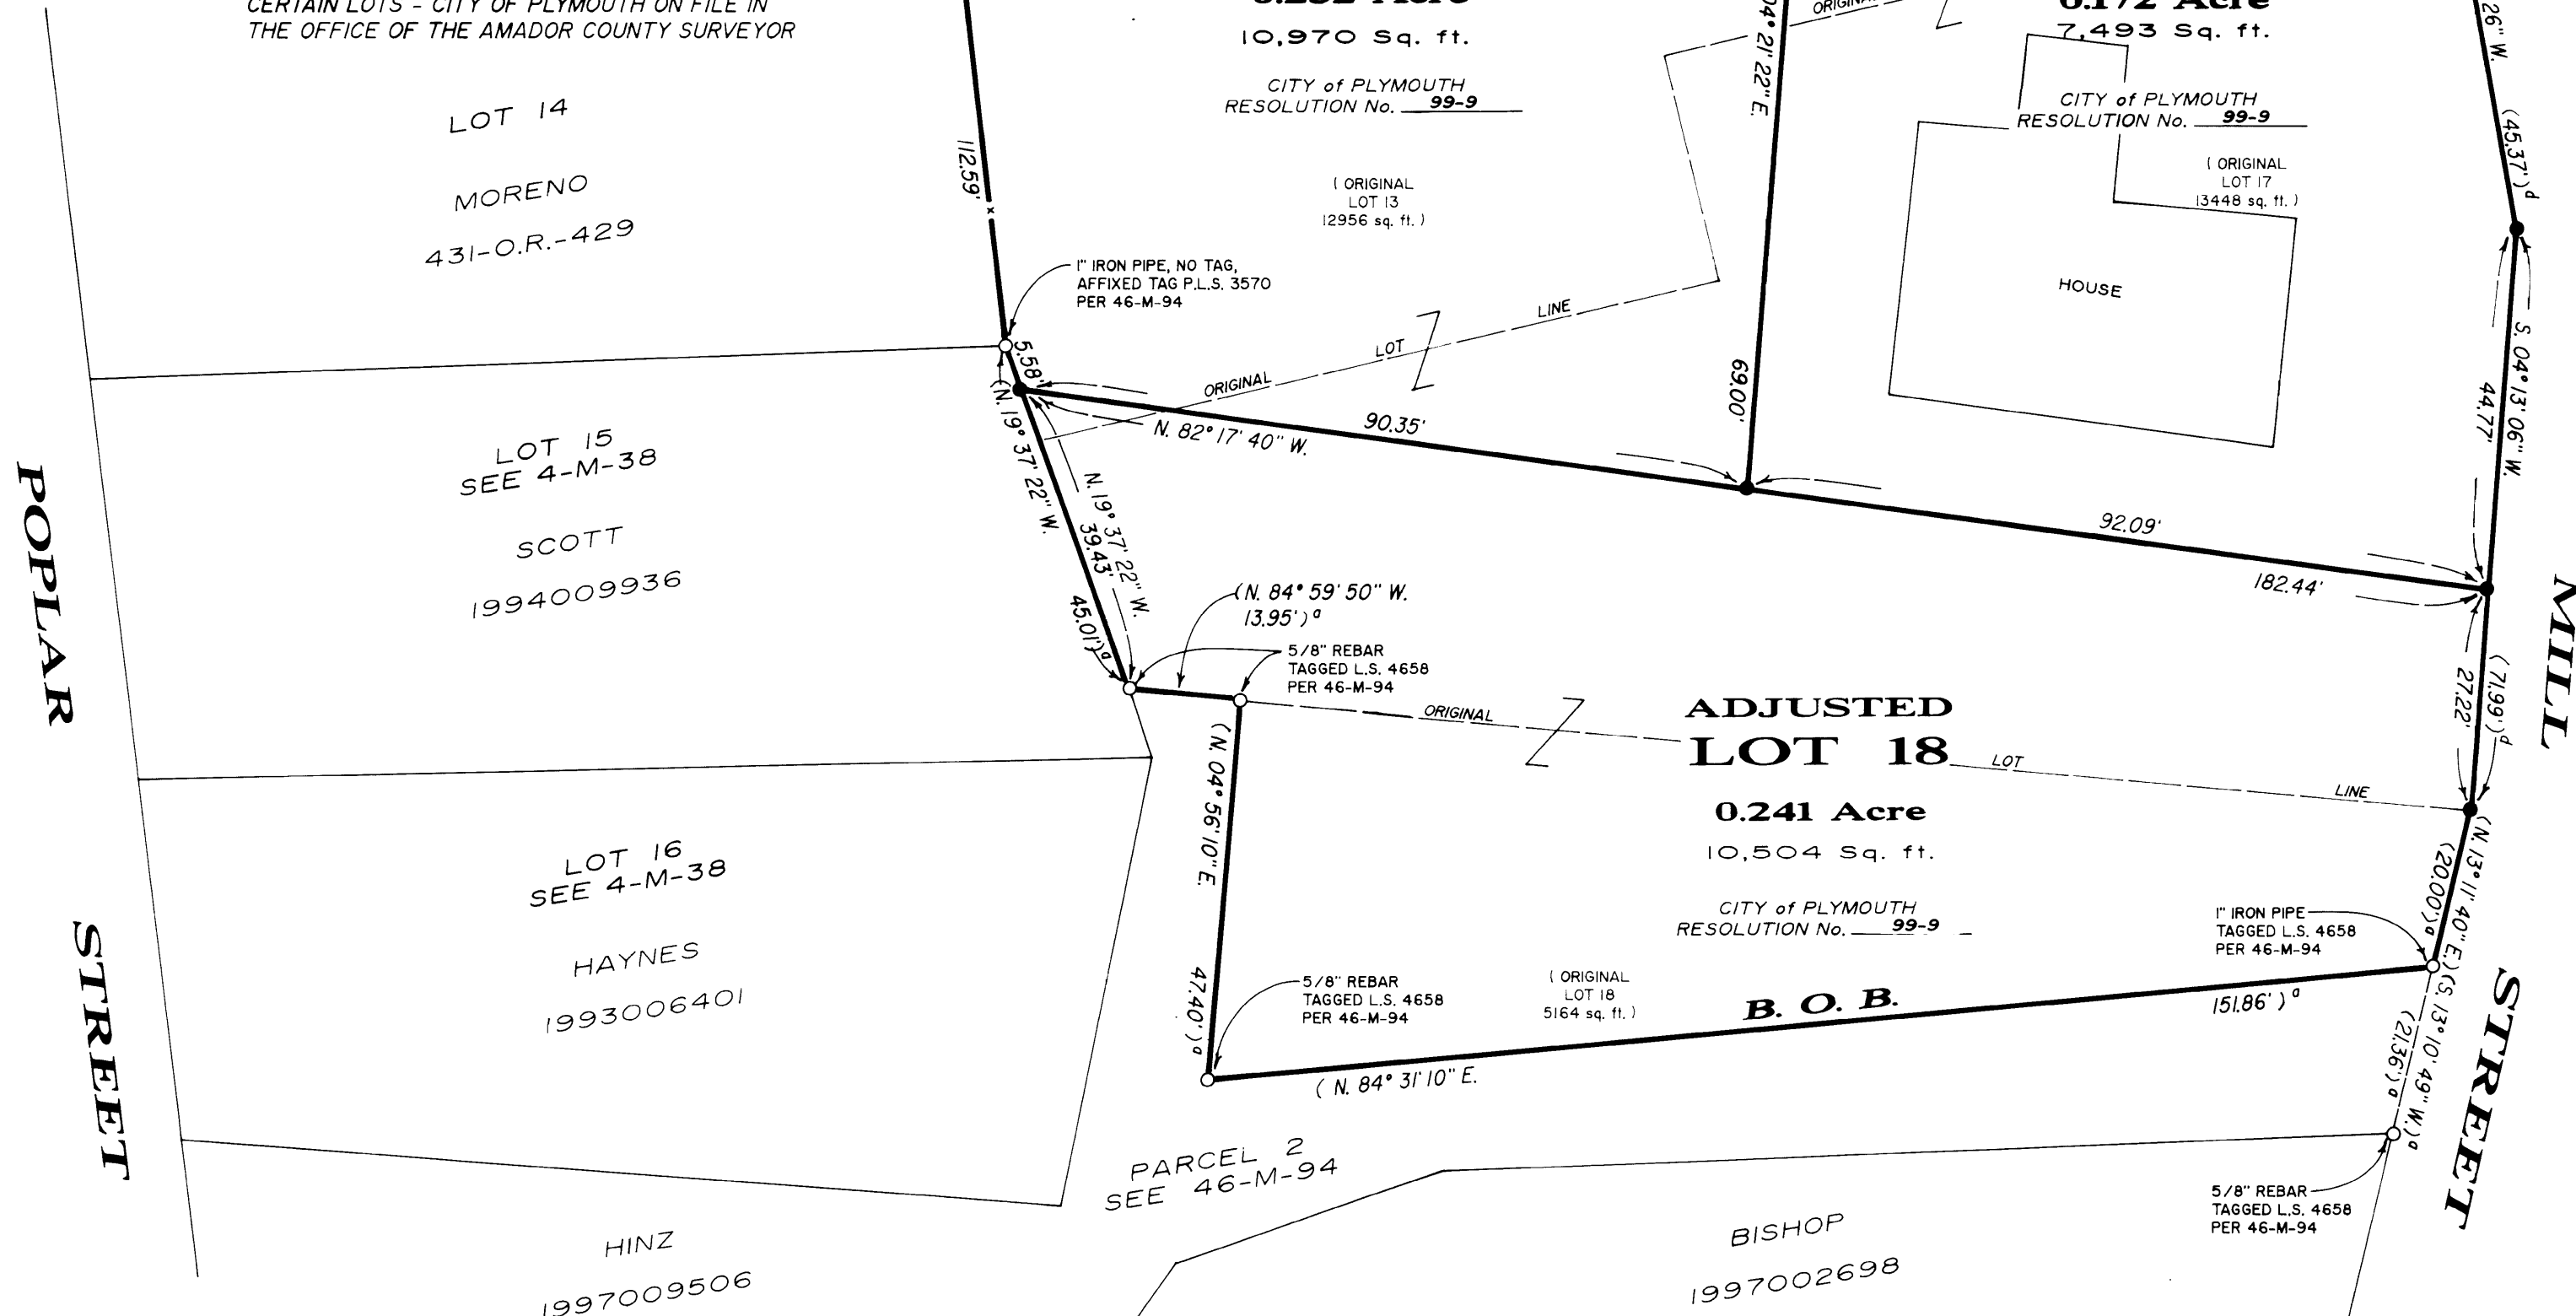 CERTAIN LOTS - CITY OF PLYMOUTH ON FILE IN
THE OFFICE OF THE AMADOR COUNTY SURVEYOR
LOT 14
MORENO
431-O.R.-429
112.59'
10,970 Sq. ft.
CITY of PLYMOUTH
RESOLUTION No. 99-9
( ORIGINAL
LOT 13
12956 sq. ft. )
1" IRON PIPE, NO TAG,
AFFIXED TAG P.L.S. 3570
PER 46-M-94
ORIGINAL LOT LINE
04° 21' 22" E.
69.00'
0.172 Acre
7,493 Sq. ft.
CITY of PLYMOUTH
RESOLUTION No. 99-9
( ORIGINAL
LOT 17
13448 sq. ft. )
HOUSE
26" W.
(45.37')d
S. 04° 13' 06" W.
44.77'
5.58'
(N. 19° 37' 22" W.
45.01')a
N. 19° 37' 22" W.
39.43'
N. 82° 17' 40" W.
90.35'
92.09'
182.44'
LOT 15
SEE 4-M-38
SCOTT
1994009936
(N. 84° 59' 50" W.
13.95')a
5/8" REBAR
TAGGED L.S. 4658
PER 46-M-94
ORIGINAL LOT LINE
ADJUSTED
LOT 18
0.241 Acre
10,504 Sq. ft.
CITY of PLYMOUTH
RESOLUTION No. 99-9
( ORIGINAL
LOT 18
5164 sq. ft. )
(71.99')d
27.22'
(N. 13° 11' 40" E.)
(20.00')a
(S. 13° 10' 49" W.)a
(21.36')a
1" IRON PIPE
TAGGED L.S. 4658
PER 46-M-94
(N. 04° 56' 10" E.
47.40')a
5/8" REBAR
TAGGED L.S. 4658
PER 46-M-94
B. O. B.
( N. 84° 31' 10" E.
151.86' )a
LOT 16
SEE 4-M-38
HAYNES
1993006401
PARCEL 2
SEE 46-M-94
5/8" REBAR
TAGGED L.S. 4658
PER 46-M-94
HINZ
1997009506
BISHOP
1997002698
POPLAR STREET
MILL STREET